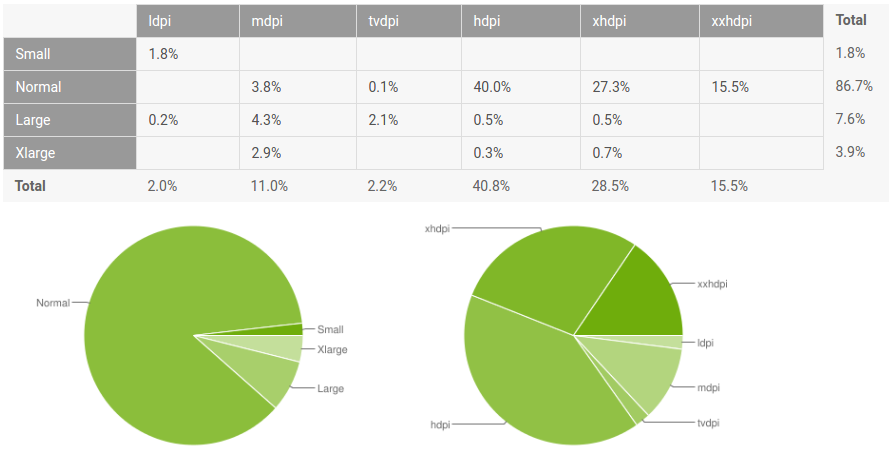 ldpi mdpi tvdpi hdpi xhdpi xxhdpi Total
Small 1.8% 1.8%
Normal 3.8% 0.1% 40.0% 27.3% 15.5% 86.7%
Large 0.2% 4.3% 2.1% 0.5% 0.5% 7.6%
Xlarge 2.9% 0.3% 0.7% 3.9%
Total 2.0% 11.0% 2.2% 40.8% 28.5% 15.5%
Normal
Small
Xlarge
Large
xhdpi
xxhdpi
ldpi
mdpi
tvdpi
hdpi